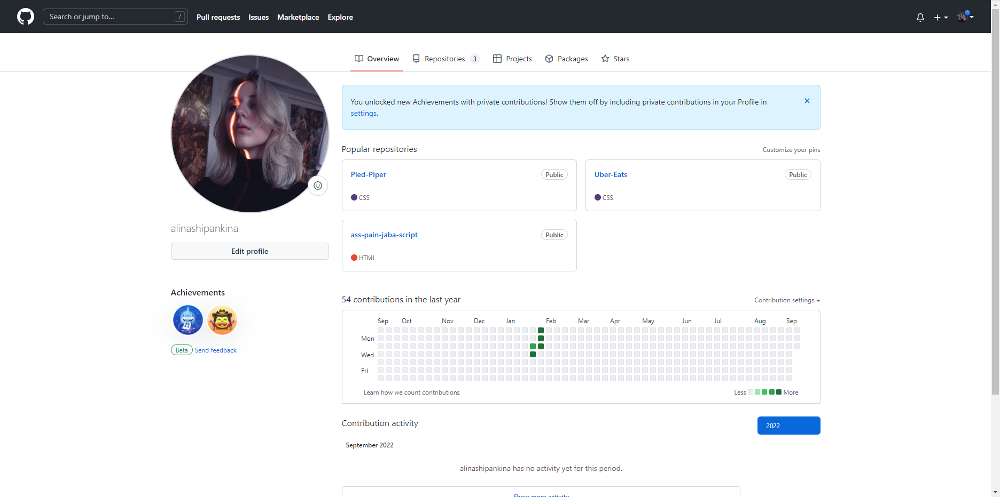 Search or jump to... /
Pull requests Issues Marketplace Explore
Overview Repositories 3 Projects Packages Stars
You unlocked new Achievements with private contributions! Show them off by including private contributions in your Profile in
settings.
Popular repositories Customize your pins
Pied-Piper Public
CSS
Uber-Eats Public
CSS
ass-pain-jaba-script Public
HTML
alinashipankina
Edit profile
Achievements
Beta Send feedback
54 contributions in the last year Contribution settings
Sep Oct Nov Dec Jan Feb Mar Apr May Jun Jul Aug Sep
Mon
Wed
Fri
Learn how we count contributions Less More
Contribution activity 2022
September 2022
alinashipankina has no activity yet for this period.
Show more activity